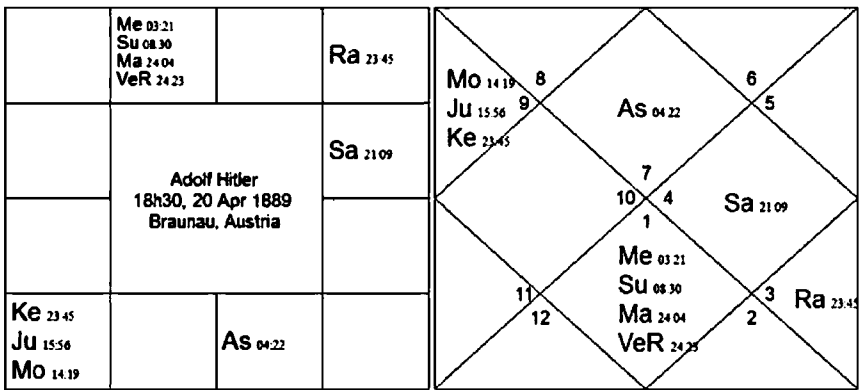 Me 03:21
Su 08 30
Ma 24 04
VeR 24 23
Ra 23 45
Sa 21 09
Adolf Hitler
18h30, 20 Apr 1889
Braunau, Austria
Ke 23 45
Ju 15:56
Mo 14.19
As 04:22
Mo 14 19
Ju 15 56
Ke 23:45
8
9
As 04 22
6
5
7
10
4
1
Sa 21 09
Me 03 21
Su 08 30
Ma 24 04
VeR 24 23
11
12
3
2
Ra 23:45